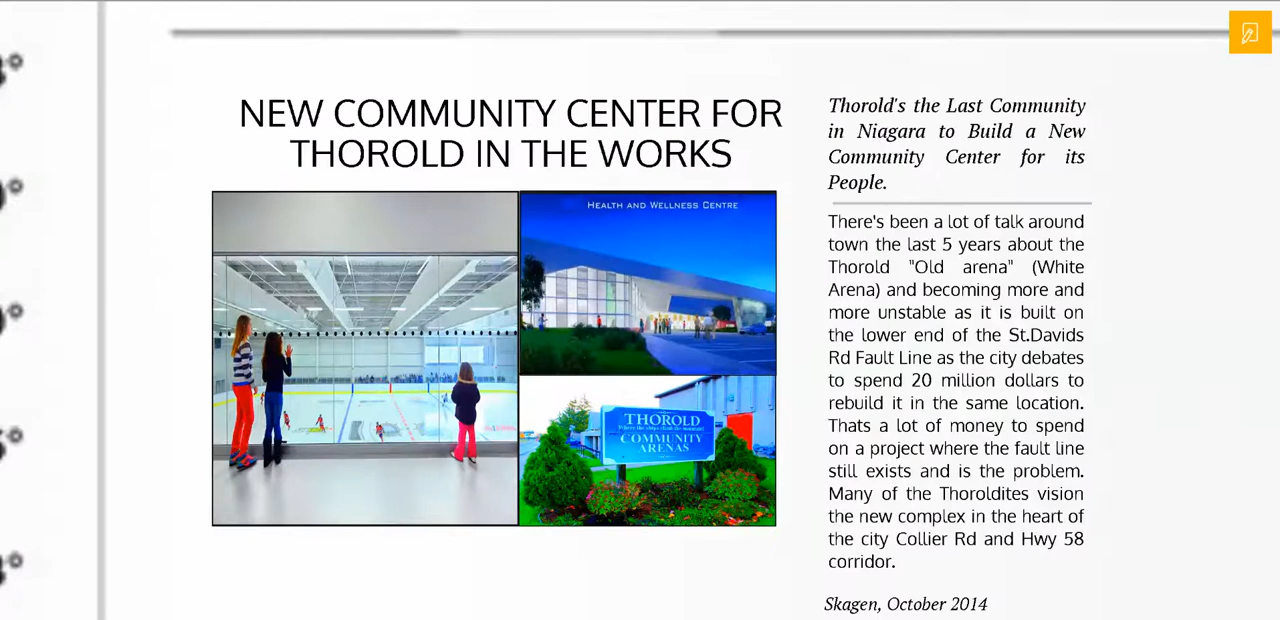 NEW COMMUNITY CENTER FOR
THOROLD IN THE WORKS
HEALTH AND WELLNESS CENTRE
THOROLD
Where the ships climb the mountain
COMMUNITY
ARENAS
Thorold's the Last Community
in Niagara to Build a New
Community Center for its
People.
There's been a lot of talk around
town the last 5 years about the
Thorold "Old arena" (White
Arena) and becoming more and
more unstable as it is built on
the lower end of the St.Davids
Rd Fault Line as the city debates
to spend 20 million dollars to
rebuild it in the same location.
Thats a lot of money to spend
on a project where the fault line
still exists and is the problem.
Many of the Thoroldites vision
the new complex in the heart of
the city Collier Rd and Hwy 58
corridor.
Skagen, October 2014